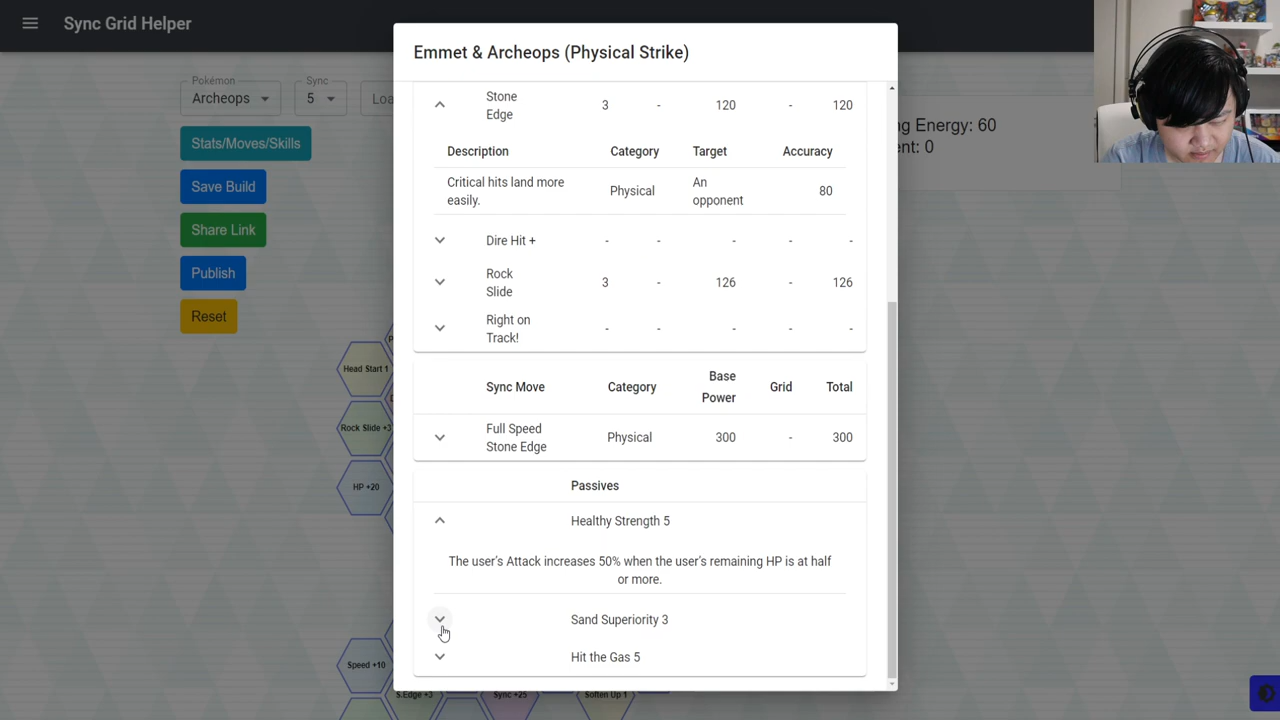 Sync Grid Helper
Pokémon
Archeops
Sync
5
Loa
Stats/Moves/Skills
Save Build
Share Link
Publish
Reset
Head Start 1
Rock Slide +3
HP +20
Speed +10
S.Edge +3
Sync +25
Soften Up 1
ng Energy: 60
ent: 0
Emmet & Archeops (Physical Strike)
Stone
Edge
3 - 120 - 120
Description Category Target Accuracy
Critical hits land more
easily.
Physical
An
opponent
80
Dire Hit + - - - - -
Rock
Slide
3 - 126 - 126
Right on
Track!
- - - - -
Sync Move Category Base
Power
Grid Total
Full Speed
Stone Edge
Physical 300 - 300
Passives
Healthy Strength 5
The user's Attack increases 50% when the user's remaining HP is at half
or more.
Sand Superiority 3
Hit the Gas 5